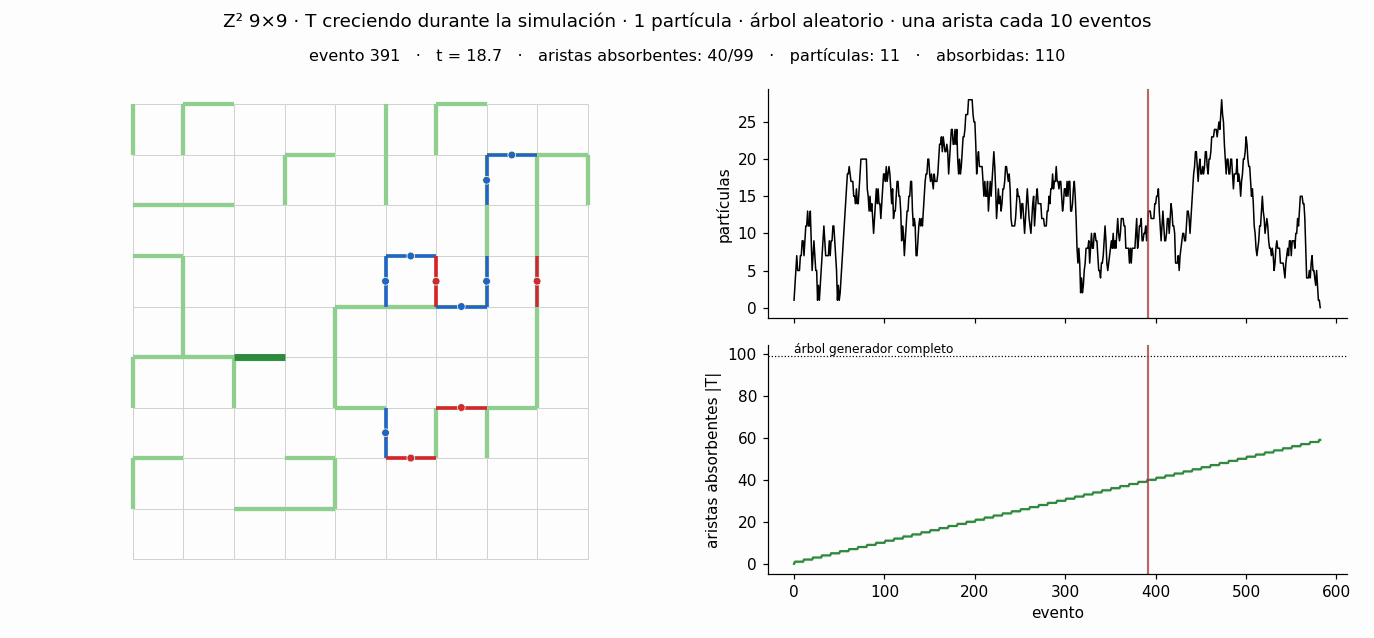 Z² 9×9 · T creciendo durante la simulación · 1 partícula · árbol aleatorio · una arista cada 10 eventos
evento 391 · t = 18.7 · aristas absorbentes: 40/99 · partículas: 11 · absorbidas: 110
partículas
25
20
15
10
5
0
aristas absorbentes |T|
árbol generador completo
100
80
60
40
20
0
0 100 200 300 400 500 600
evento